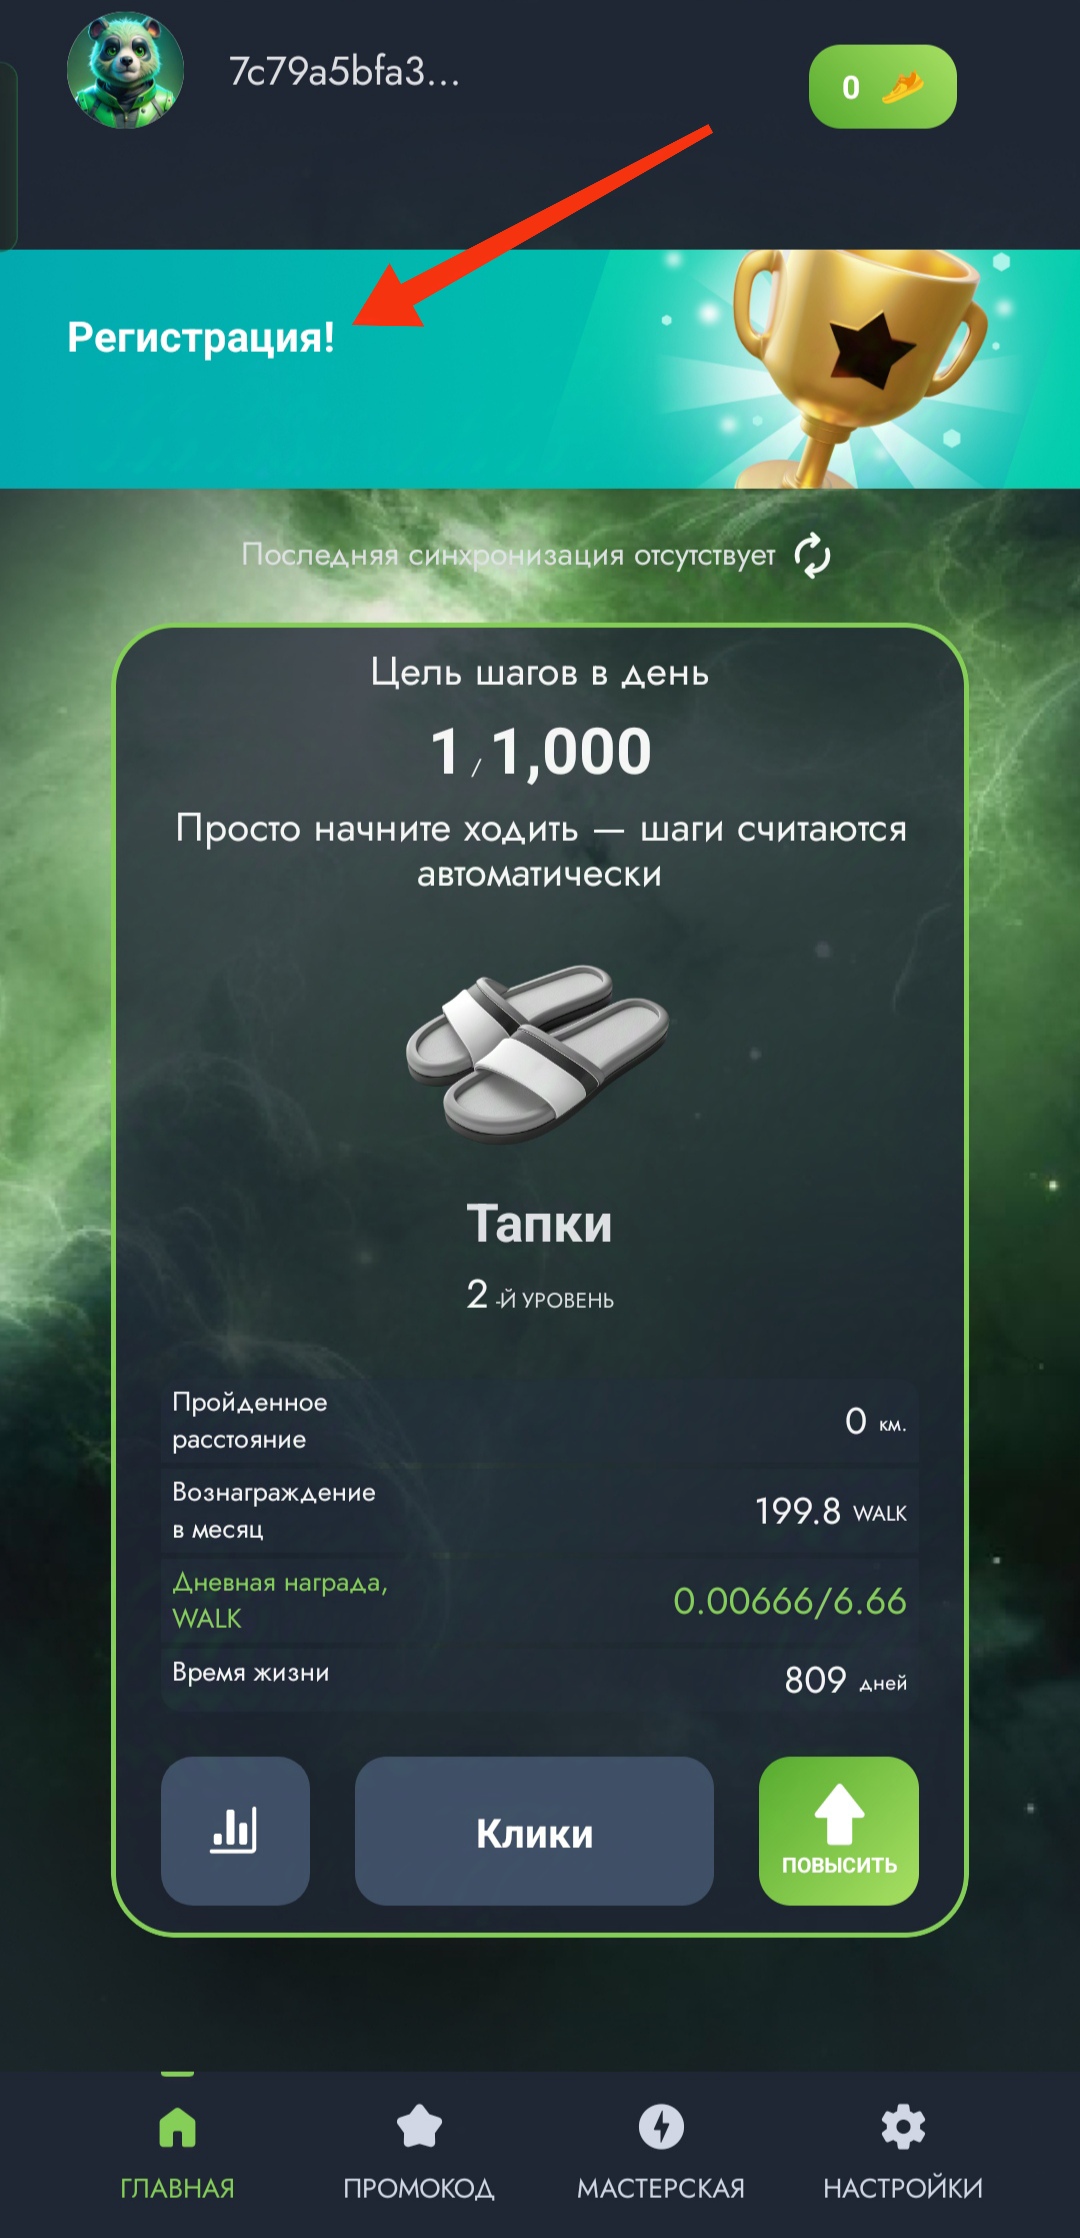 7c79a5bfa3...
0
Регистрация!
Последняя синхронизация отсутствует
Цель шагов в день
1 / 1,000
Просто начните ходить — шаги считаются
автоматически
Тапки
2 -Й УРОВЕНЬ
Пройденное
расстояние
0 км.
Вознаграждение
в месяц
199.8 WALK
Дневная награда,
WALK
0.00666/6.66
Время жизни
809 дней
Клики
ПОВЫСИТЬ
ГЛАВНАЯ
ПРОМОКОД
МАСТЕРСКАЯ
НАСТРОЙКИ